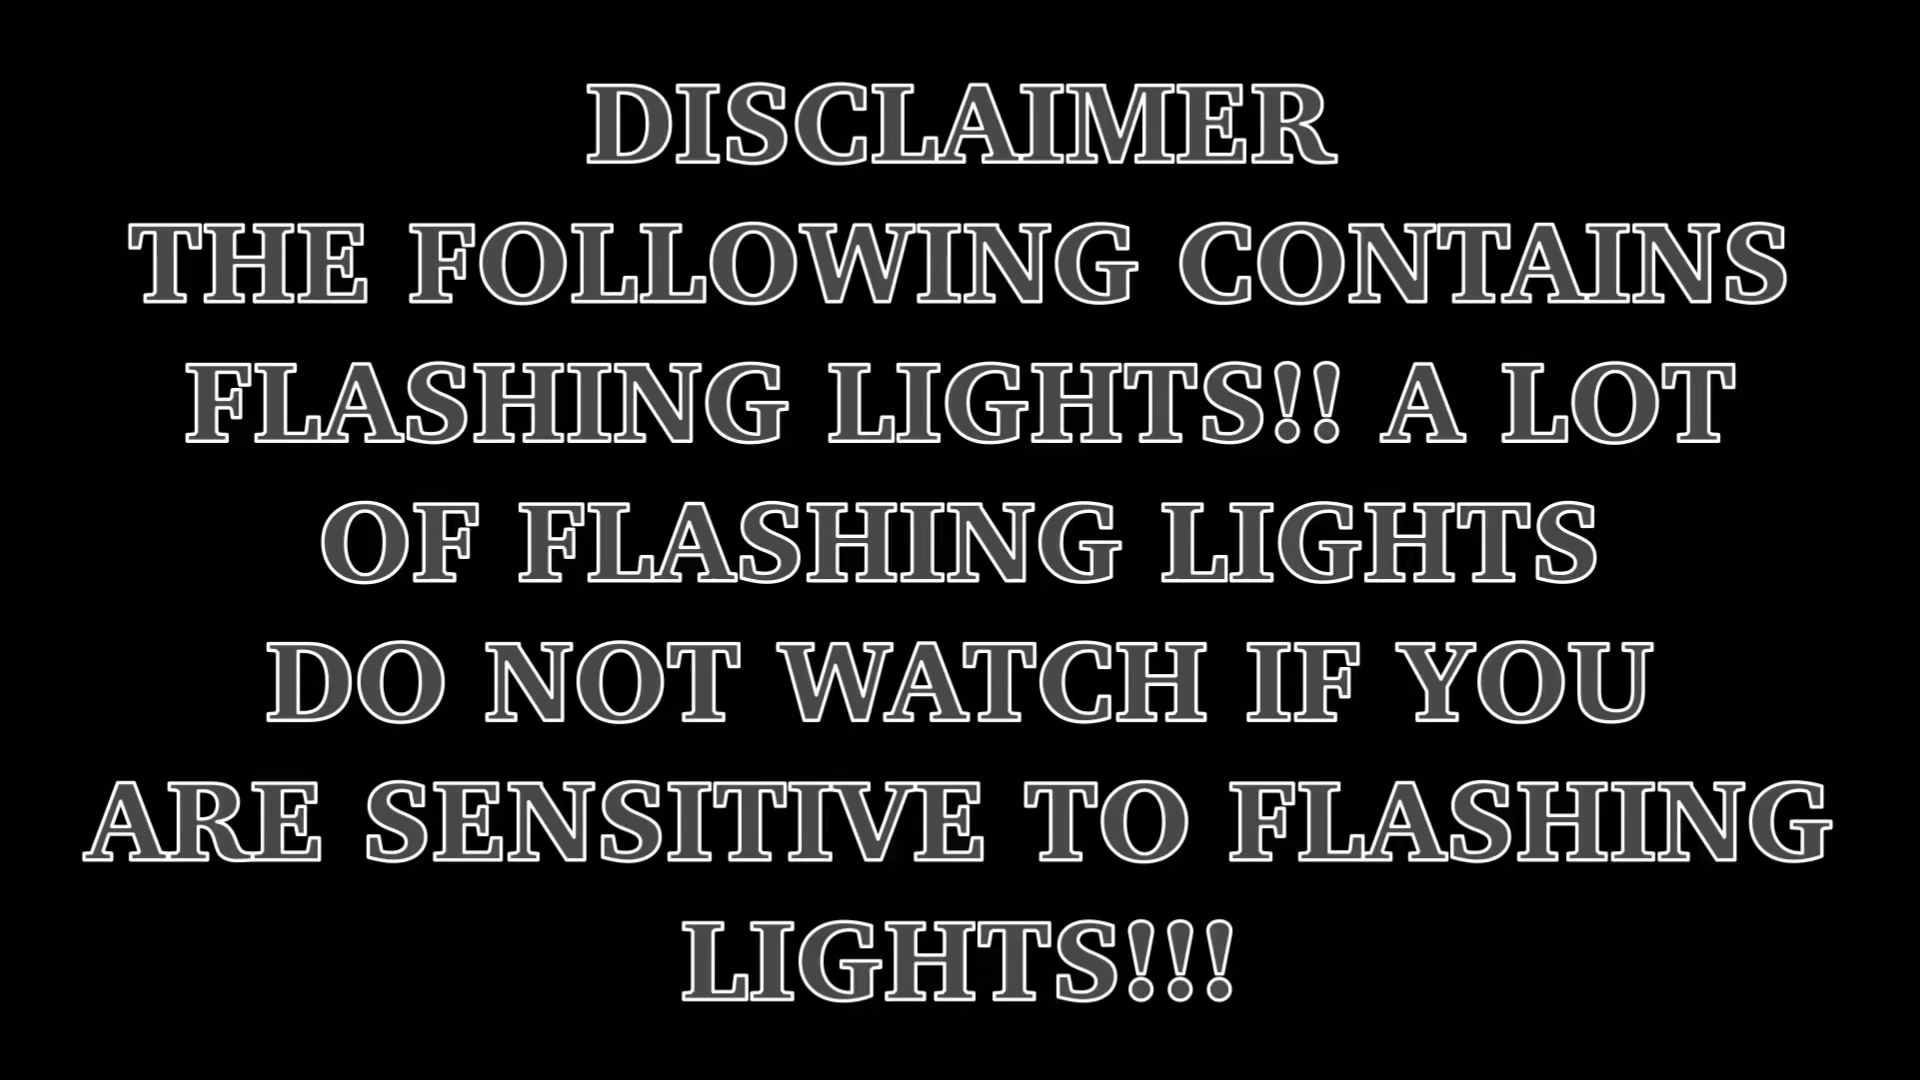 DISCLAIMER
THE FOLLOWING CONTAINS
FLASHING LIGHTS!! A LOT
OF FLASHING LIGHTS
DO NOT WATCH IF YOU
ARE SENSITIVE TO FLASHING
LIGHTS!!!